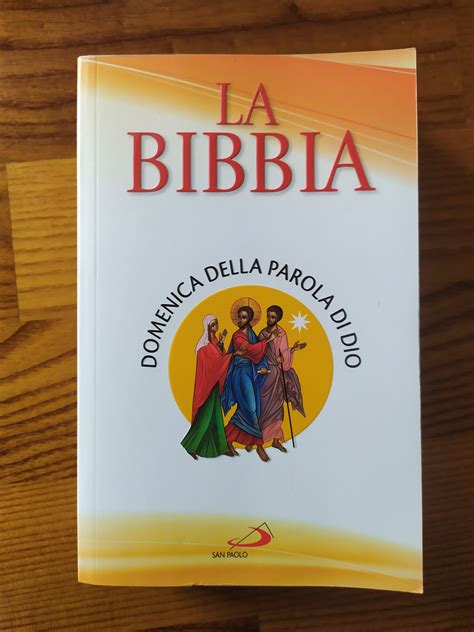 LA
BIBBIA
DOMENICA DELLA PAROLA DI DIO
SAN PAOLO